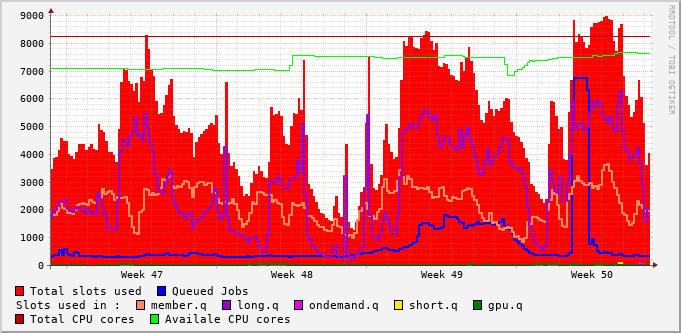 9000
8000
7000
6000
5000
4000
3000
2000
1000
0
Week 47 Week 48 Week 49 Week 50
RRDTOOL / TOBI OETIKER
Total slots used Queued Jobs
Slots used in : member.q long.q ondemand.q short.q gpu.q
Total CPU cores Availale CPU cores